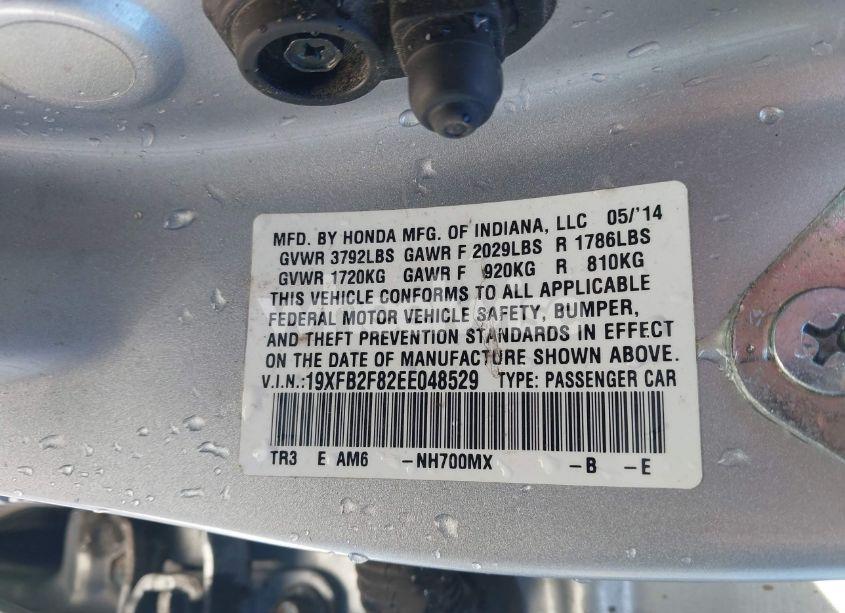 MFD. BY HONDA MFG. OF INDIANA, LLC 05/'14
GVWR 3792LBS GAWR F 2029LBS R 1786LBS
GVWR 1720KG GAWR F 920KG R 810KG
THIS VEHICLE CONFORMS TO ALL APPLICABLE
FEDERAL MOTOR VEHICLE SAFETY, BUMPER,
AND THEFT PREVENTION STANDARDS IN EFFECT
ON THE DATE OF MANUFACTURE SHOWN ABOVE.
V.I.N.:19XFB2F82EE048529 TYPE: PASSENGER CAR
TR3 E AM6 -NH700MX -B -E